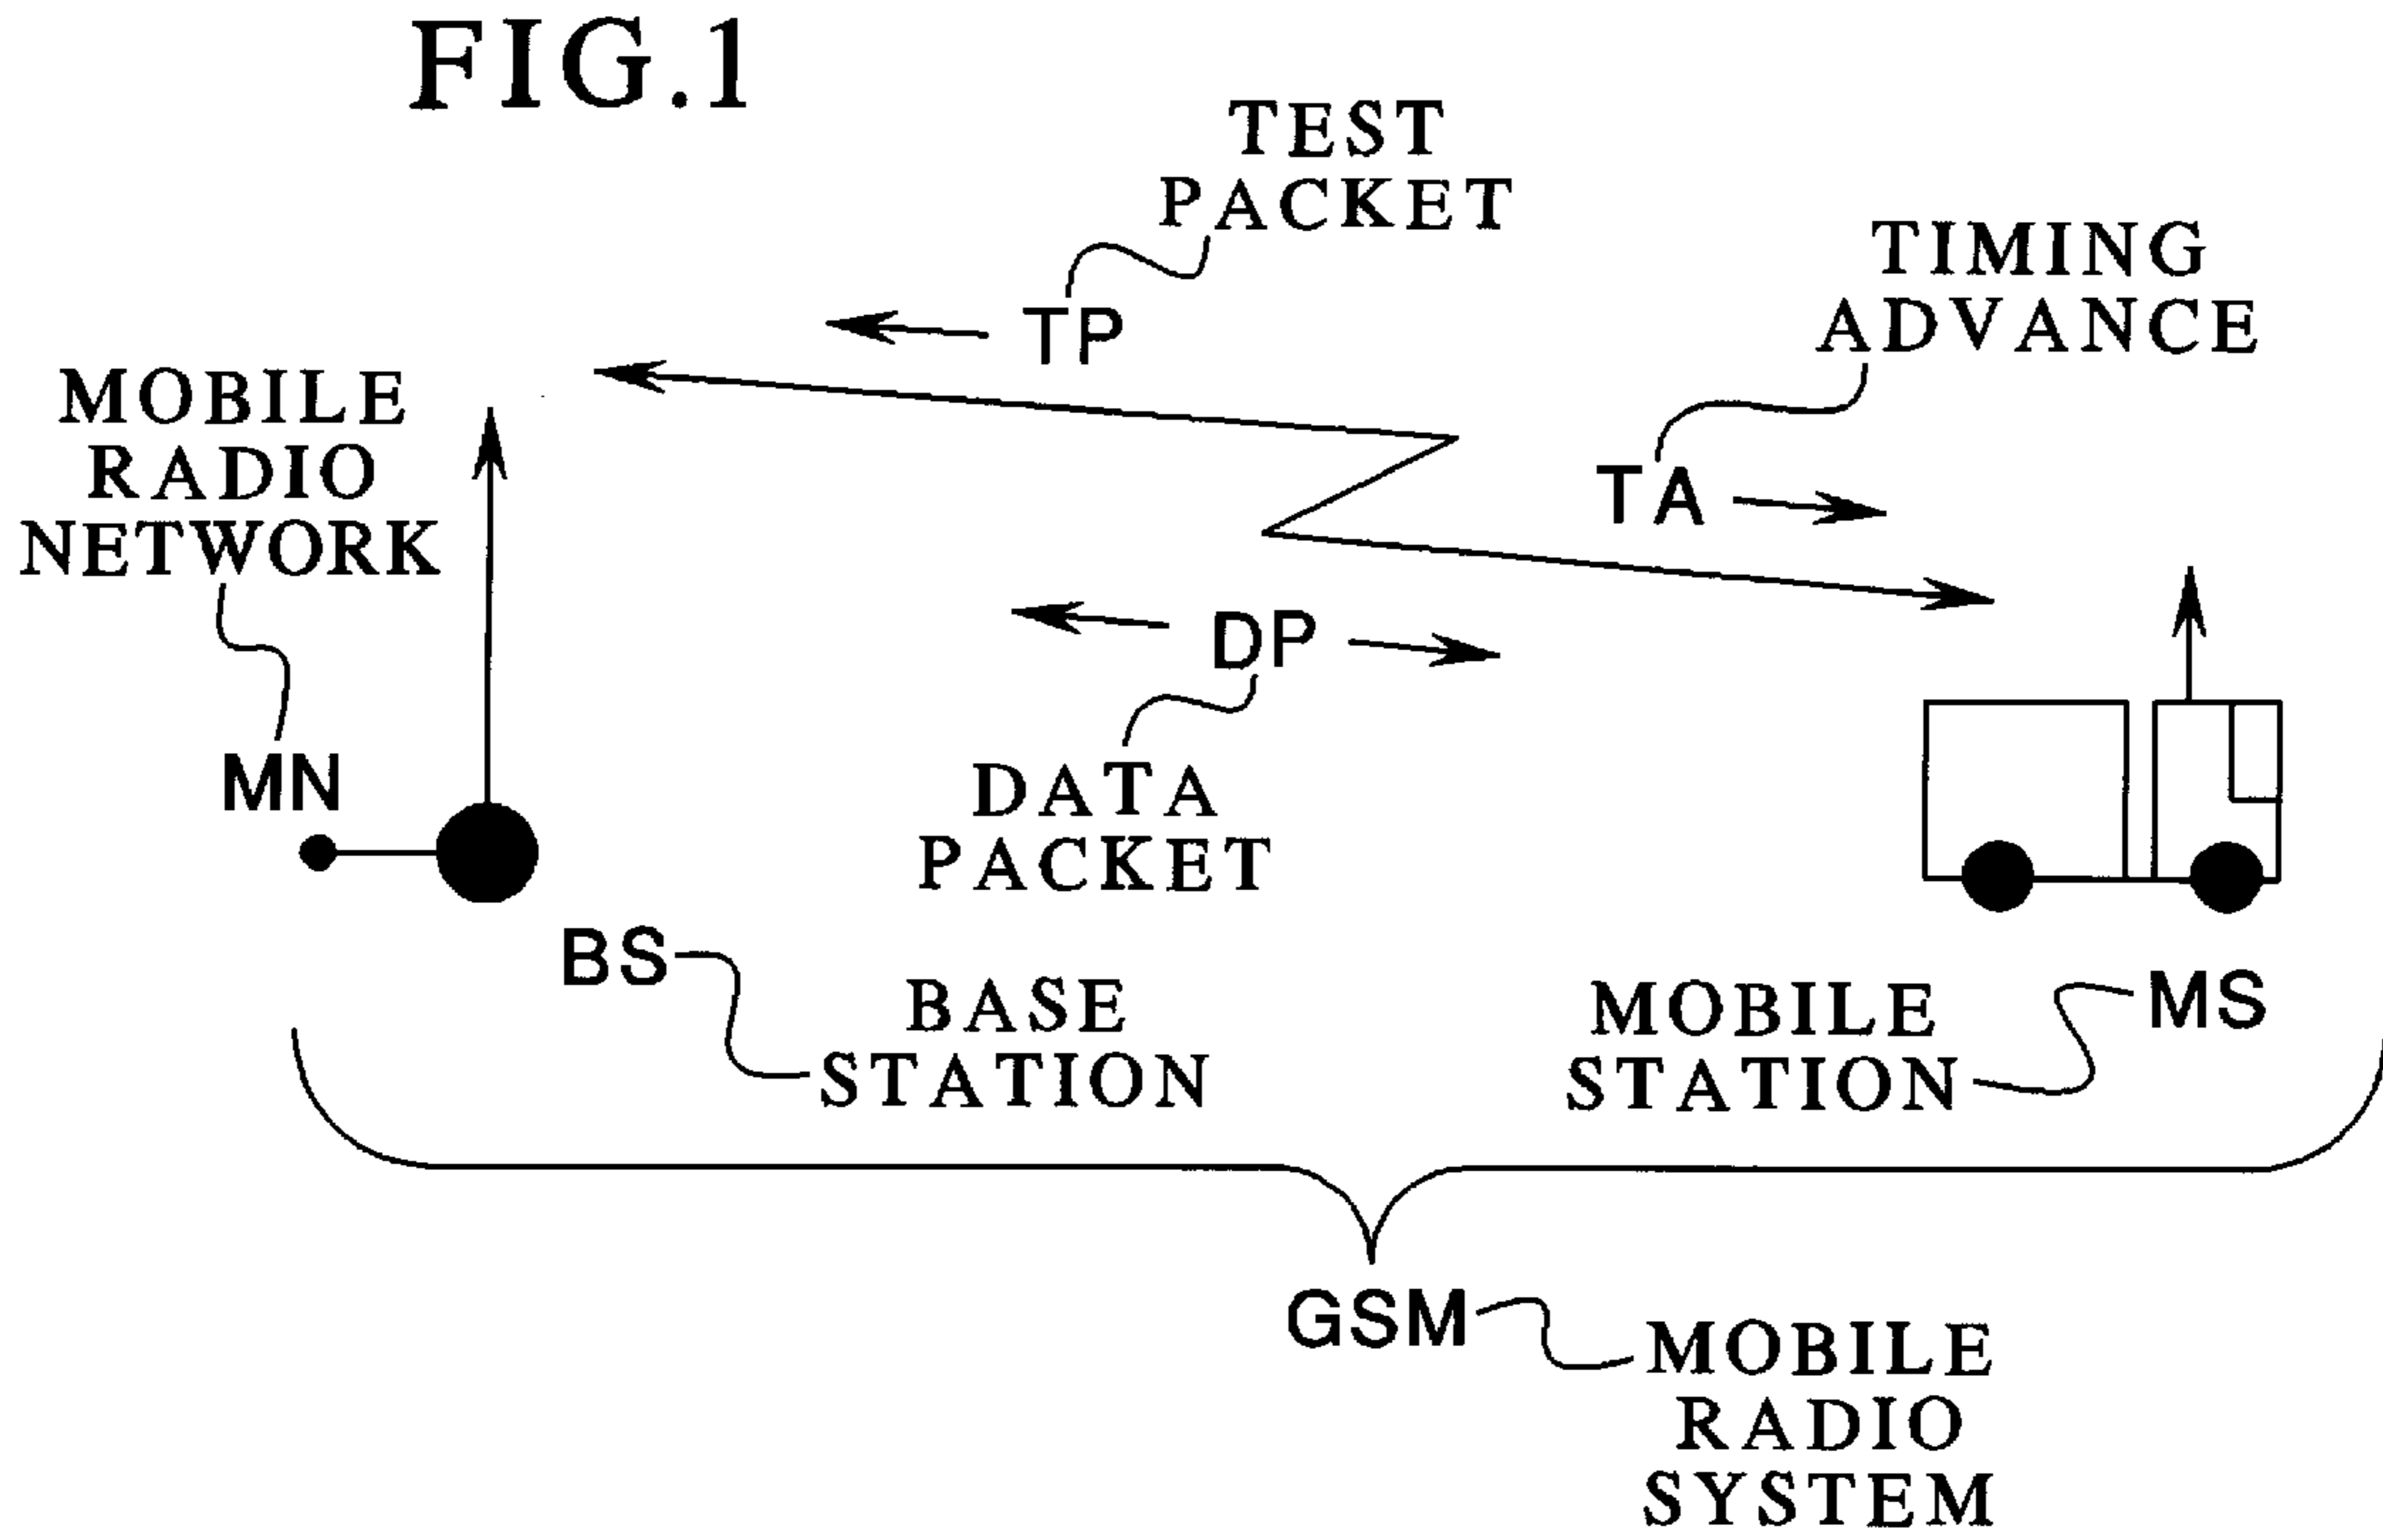 FIG.1
TEST
PACKET
TP
TIMING
ADVANCE
TA
MOBILE
RADIO
NETWORK
MN
DP
DATA
PACKET
BS
BASE
STATION
MOBILE
STATION
MS
GSM
MOBILE
RADIO
SYSTEM